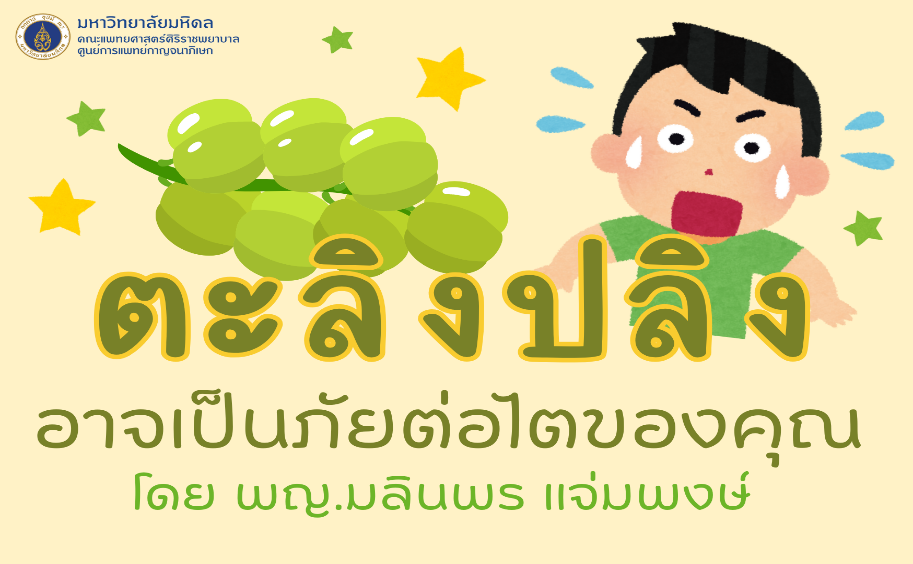 มหาวิทยาลัยมหิดล
คณะแพทยศาสตร์ศิริราชพยาบาล
ศูนย์การแพทย์กาญจนาภิเษก
ตะลิงปลิง
อาจเป็นภัยต่อไตของคุณ
โดย พญ.มลินพร แจ่มพงษ์